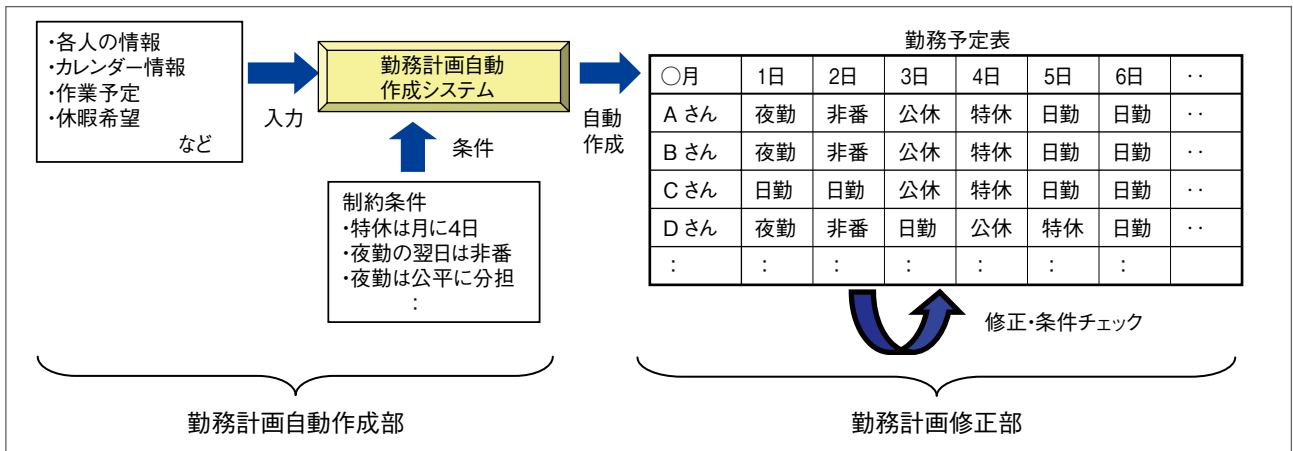 ・各人の情報
・カレンダー情報
・作業予定
・休暇希望
など
入力
勤務計画自動
作成システム
条件
制約条件
・特休は月に4日
・夜勤の翌日は非番
・夜勤は公平に分担
：
自動
作成
勤務予定表
○月 1日 2日 3日 4日 5日 6日 ‥
Aさん 夜勤 非番 公休 特休 日勤 日勤 ‥
Bさん 夜勤 非番 公休 特休 日勤 日勤 ‥
Cさん 日勤 日勤 公休 特休 日勤 日勤 ‥
Dさん 夜勤 非番 日勤 公休 特休 日勤 ‥
： ： ： ： ： ： ：
修正・条件チェック
勤務計画自動作成部
勤務計画修正部